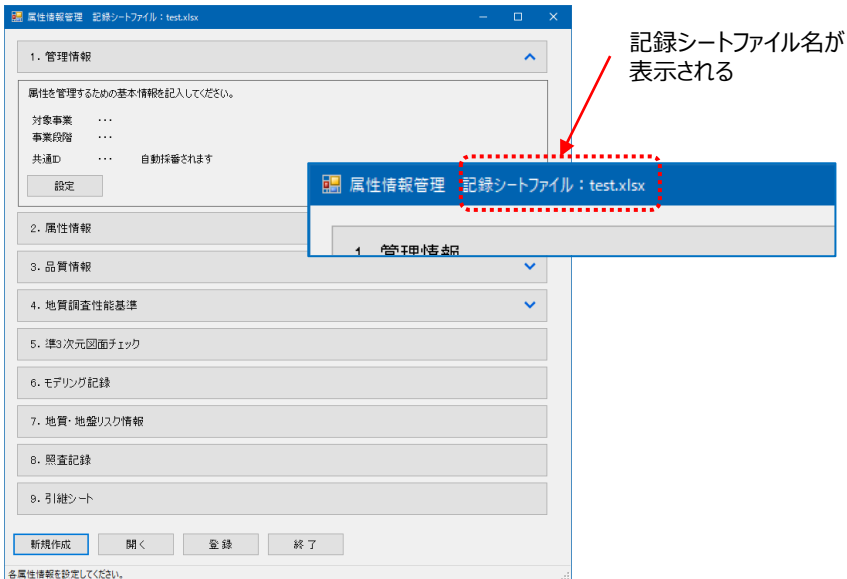 属性情報管理　記録シートファイル：test.xlsx
1. 管理情報
属性を管理するための基本情報を記入してください。
対象事業　・・・
事業段階　・・・
共通ID　・・・　自動採番されます
設定
2. 属性情報
3. 品質情報
4. 地質調査性能基準
5. 準3次元図面チェック
6. モデリング記録
7. 地質・地盤リスク情報
8. 照査記録
9. 引継シート
新規作成　開く　登録　終了
各属性情報を設定してください。
記録シートファイル名が
表示される
属性情報管理　記録シートファイル：test.xlsx
1. 管理情報